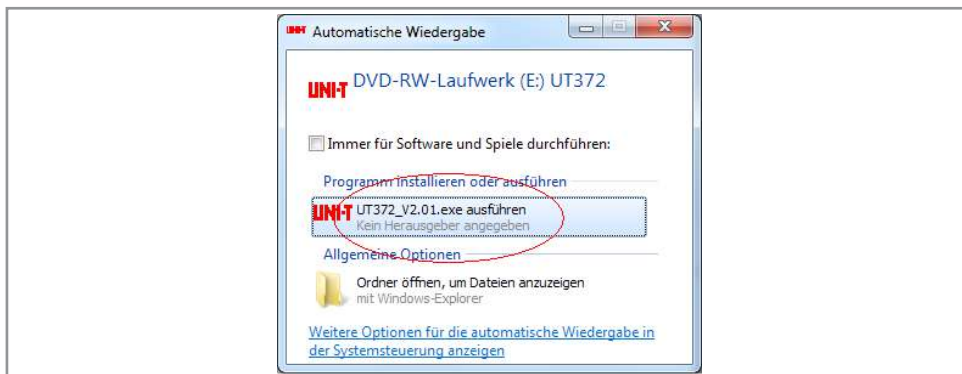 UNI-T Automatische Wiedergabe
UNI-T DVD-RW-Laufwerk (E:) UT372
Immer für Software und Spiele durchführen:
Programm installieren oder ausführen
UNI-T UT372_V2.01.exe ausführen
Kein Herausgeber angegeben
Allgemeine Optionen
Ordner öffnen, um Dateien anzuzeigen
mit Windows-Explorer
Weitere Optionen für die automatische Wiedergabe in
der Systemsteuerung anzeigen